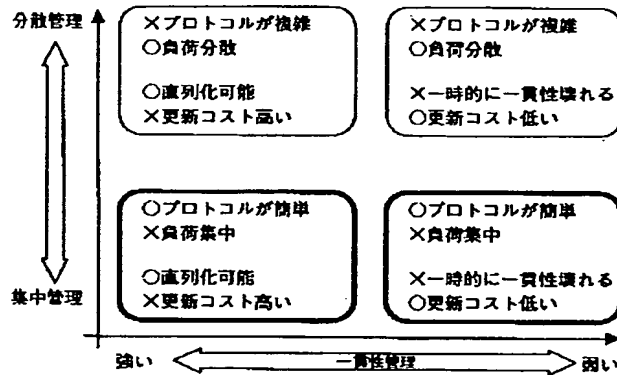 分散管理
×プロトコルが複雑
○負荷分散
○直列化可能
×更新コスト高い
×プロトコルが複雑
○負荷分散
×一時的に一貫性壊れる
○更新コスト低い
○プロトコルが簡単
×負荷集中
○直列化可能
×更新コスト高い
○プロトコルが簡単
×負荷集中
×一時的に一貫性壊れる
○更新コスト低い
集中管理
強い
一貫性管理
弱い